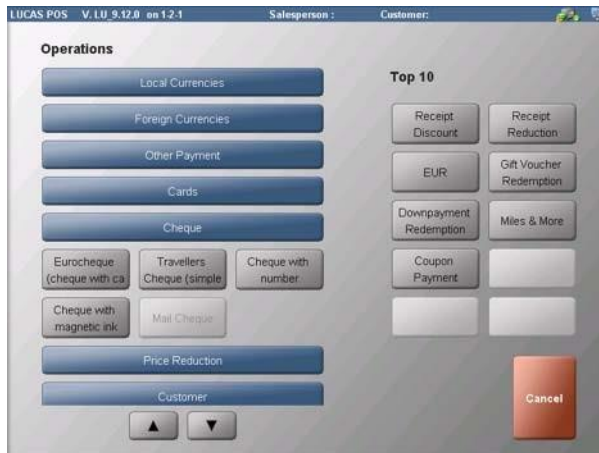 LUCAS POS V. LU_9.12.0 on 1-2-1 Salesperson : Customer:
Operations
Local Currencies
Foreign Currencies
Other Payment
Cards
Cheque
Eurocheque
(cheque with ca
Travellers
Cheque (simple
Cheque with
number
Cheque with
magnetic ink
Mail Cheque
Price Reduction
Customer
Top 10
Receipt
Discount
Receipt
Reduction
EUR
Gift Voucher
Redemption
Downpayment
Redemption
Miles & More
Coupon
Payment
Cancel